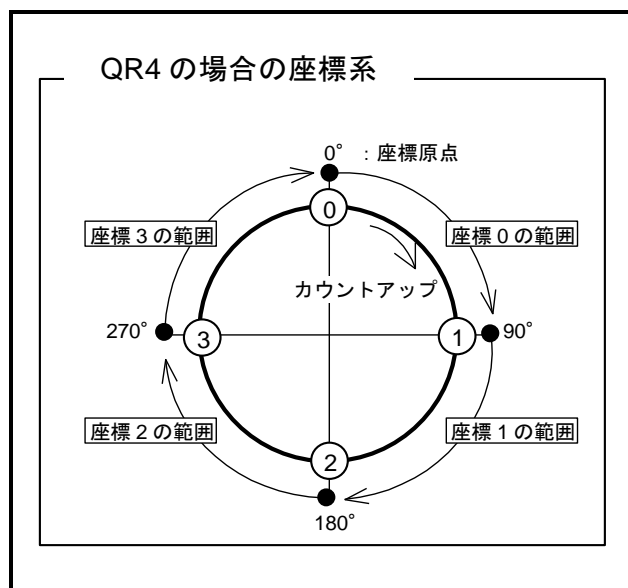 QR4 の場合の座標系
0° : 座標原点
0
座標 3 の範囲
座標 0 の範囲
カウントアップ
270°
3
1
90°
座標 2 の範囲
座標 1 の範囲
2
180°